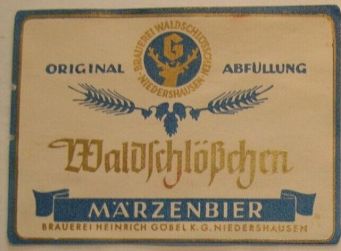 BRAUEREI WALDSCHLÖSSCHEN
G
NIEDERSHAUSEN
ORIGINAL ABFÜLLUNG
Waldschlößchen
MÄRZENBIER
BRAUEREI HEINRICH GÖBEL K.G. NIEDERSHAUSEN